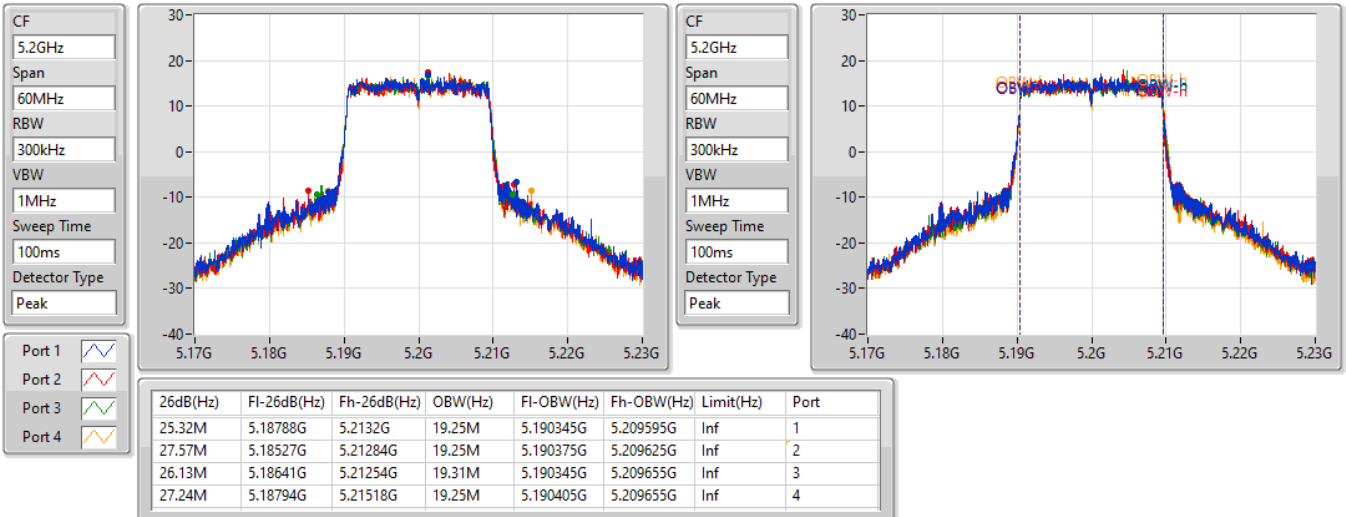 CF
5.2GHz
Span
60MHz
RBW
300kHz
VBW
1MHz
Sweep Time
100ms
Detector Type
Peak
30
20
10
0
-10
-20
-30
-40
5.17G 5.18G 5.19G 5.2G 5.21G 5.22G 5.23G
CF
5.2GHz
Span
60MHz
RBW
300kHz
VBW
1MHz
Sweep Time
100ms
Detector Type
Peak
30
20
10
0
-10
-20
-30
-40
5.17G 5.18G 5.19G 5.2G 5.21G 5.22G 5.23G
Port 1
Port 2
Port 3
Port 4
26dB(Hz) Fl-26dB(Hz) Fh-26dB(Hz) OBW(Hz) Fl-OBW(Hz) Fh-OBW(Hz) Limit(Hz) Port
25.32M 5.18788G 5.2132G 19.25M 5.190345G 5.209595G Inf 1
27.57M 5.18527G 5.21284G 19.25M 5.190375G 5.209625G Inf 2
26.13M 5.18641G 5.21254G 19.31M 5.190345G 5.209655G Inf 3
27.24M 5.18794G 5.21518G 19.25M 5.190405G 5.209655G Inf 4